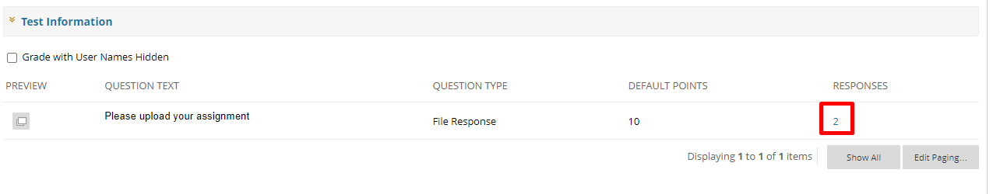 Test Information
Grade with User Names Hidden
PREVIEW QUESTION TEXT QUESTION TYPE DEFAULT POINTS RESPONSES
Please upload your assignment File Response 10 2
Displaying 1 to 1 of 1 items Show All Edit Paging...